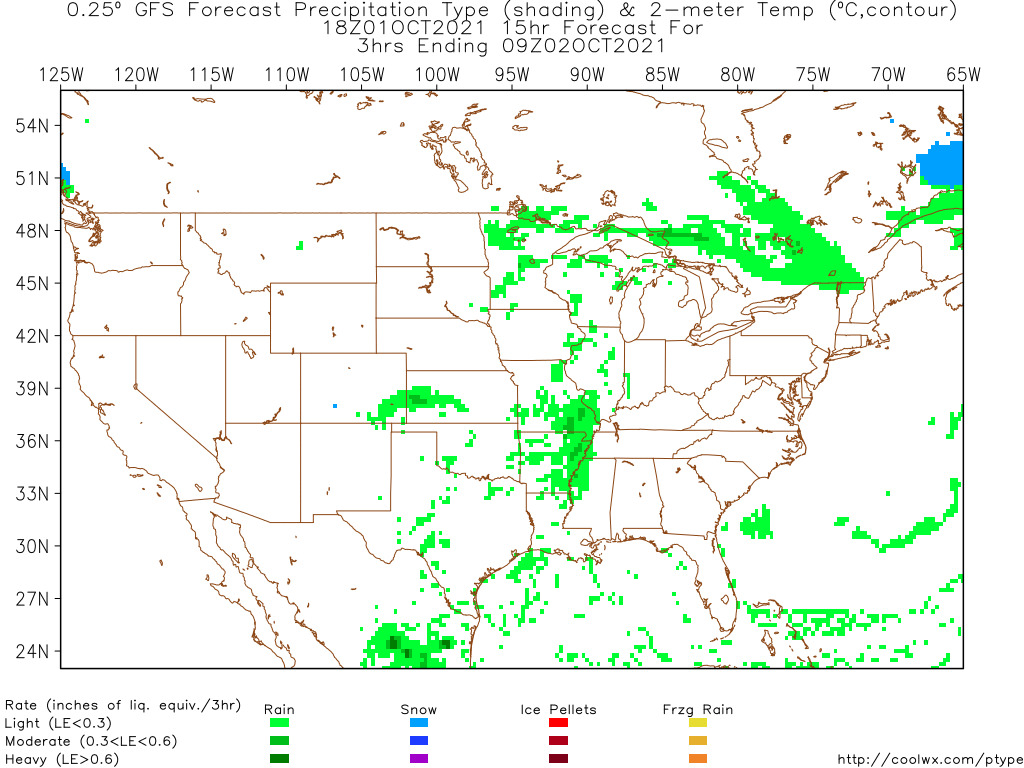 0.25º GFS Forecast Precipitation Type (shading) & 2-meter Temp (ºC,contour)
18Z01OCT2021 15hr Forecast For
3hrs Ending 09Z02OCT2021
125W 120W 115W 110W 105W 100W 95W 90W 85W 80W 75W 70W 65W
54N
51N
48N
45N
42N
39N
36N
33N
30N
27N
24N
Rate (inches of liq. equiv./3hr) Rain Snow Ice Pellets Frzg Rain
Light (LE<0.3)
Moderate (0.3<LE<0.6)
Heavy (LE>0.6)
http://coolwx.com/ptype